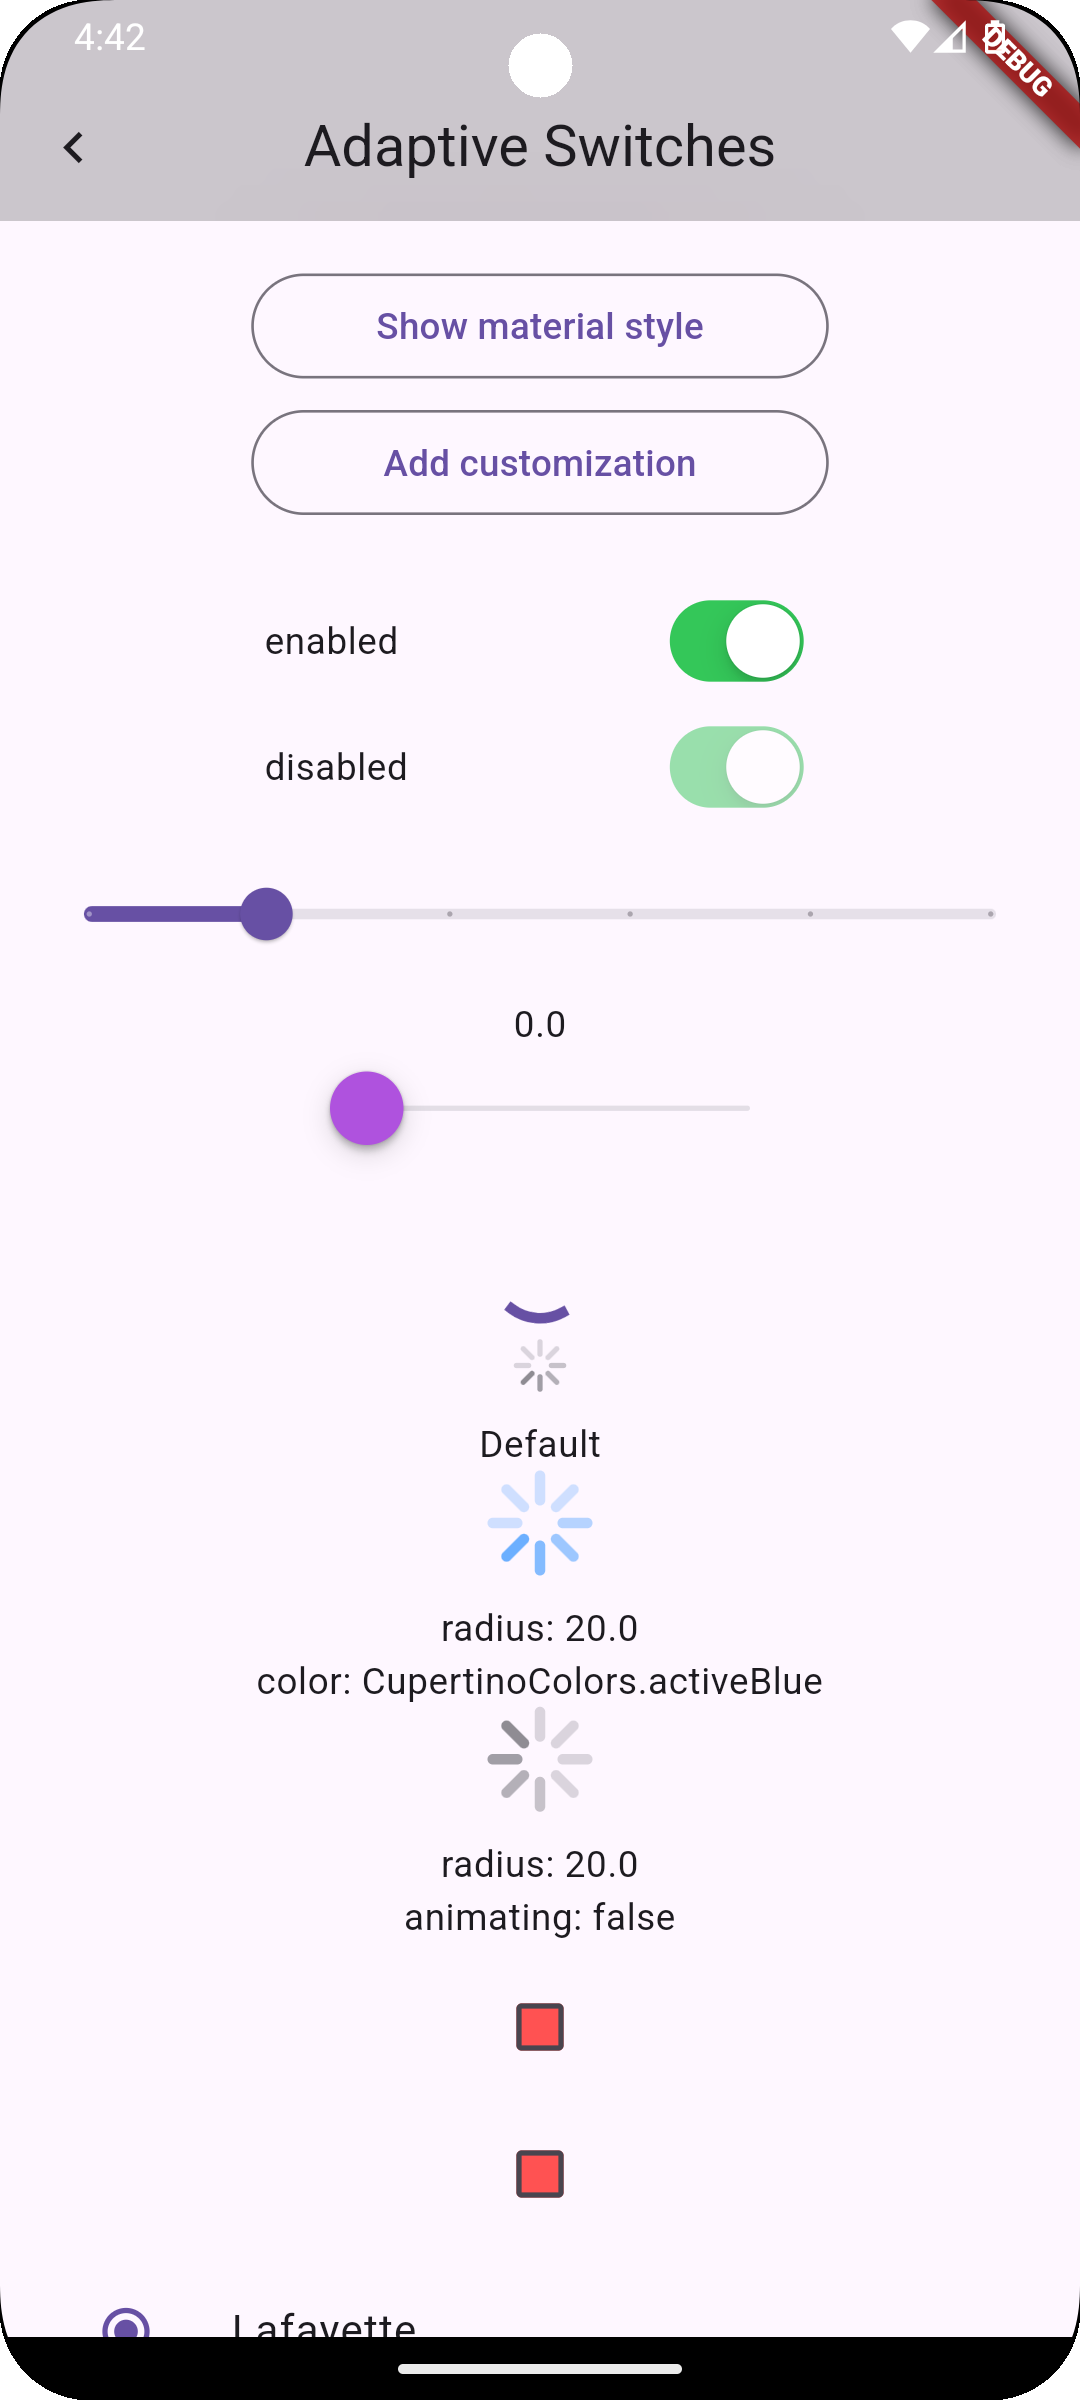 4:42
DEBUG
Adaptive Switches
Show material style
Add customization
enabled
disabled
0.0
Default
radius: 20.0
color: CupertinoColors.activeBlue
radius: 20.0
animating: false
Lafayette